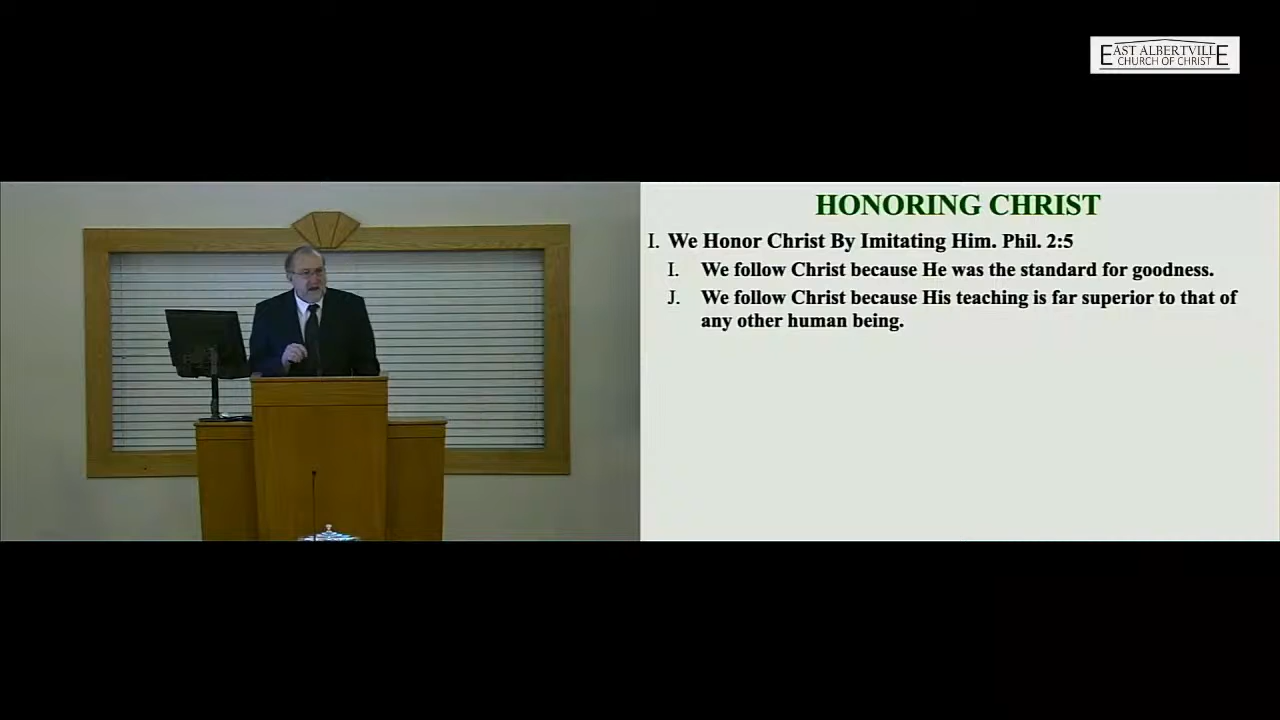 EAST ALBERTVILLE
CHURCH OF CHRIST
HONORING CHRIST
I. We Honor Christ By Imitating Him. Phil. 2:5
I. We follow Christ because He was the standard for goodness.
J. We follow Christ because His teaching is far superior to that of
any other human being.